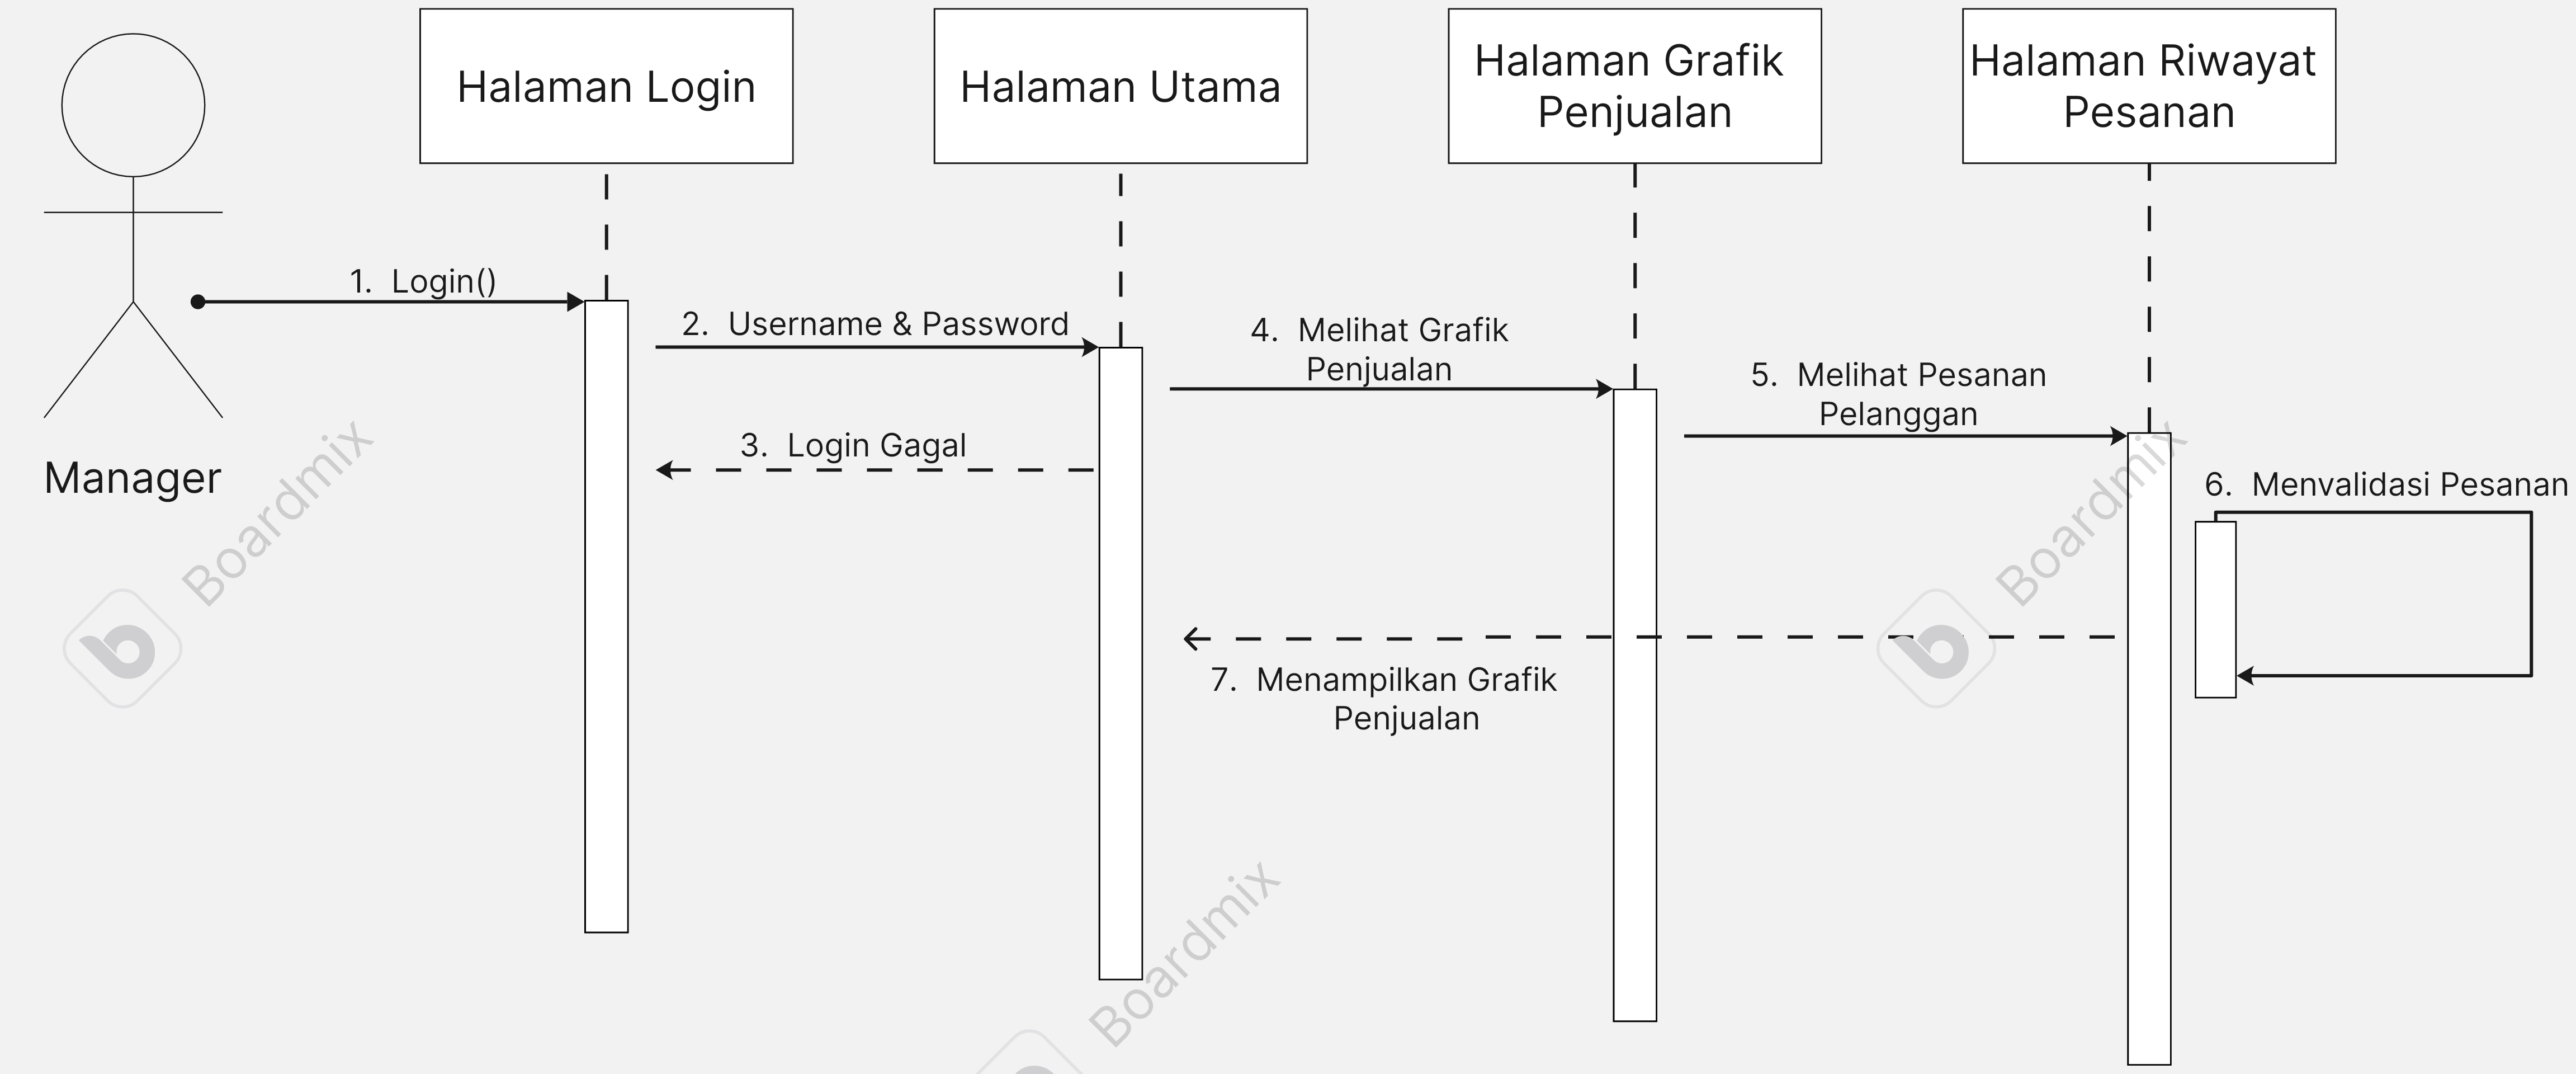 Halaman Login
Halaman Utama
Halaman Grafik
Penjualan
Halaman Riwayat
Pesanan
Manager
1. Login()
2. Username & Password
3. Login Gagal
4. Melihat Grafik
Penjualan
5. Melihat Pesanan
Pelanggan
6. Menvalidasi Pesanan
7. Menampilkan Grafik
Penjualan
Boardmix
Boardmix
Boardmix